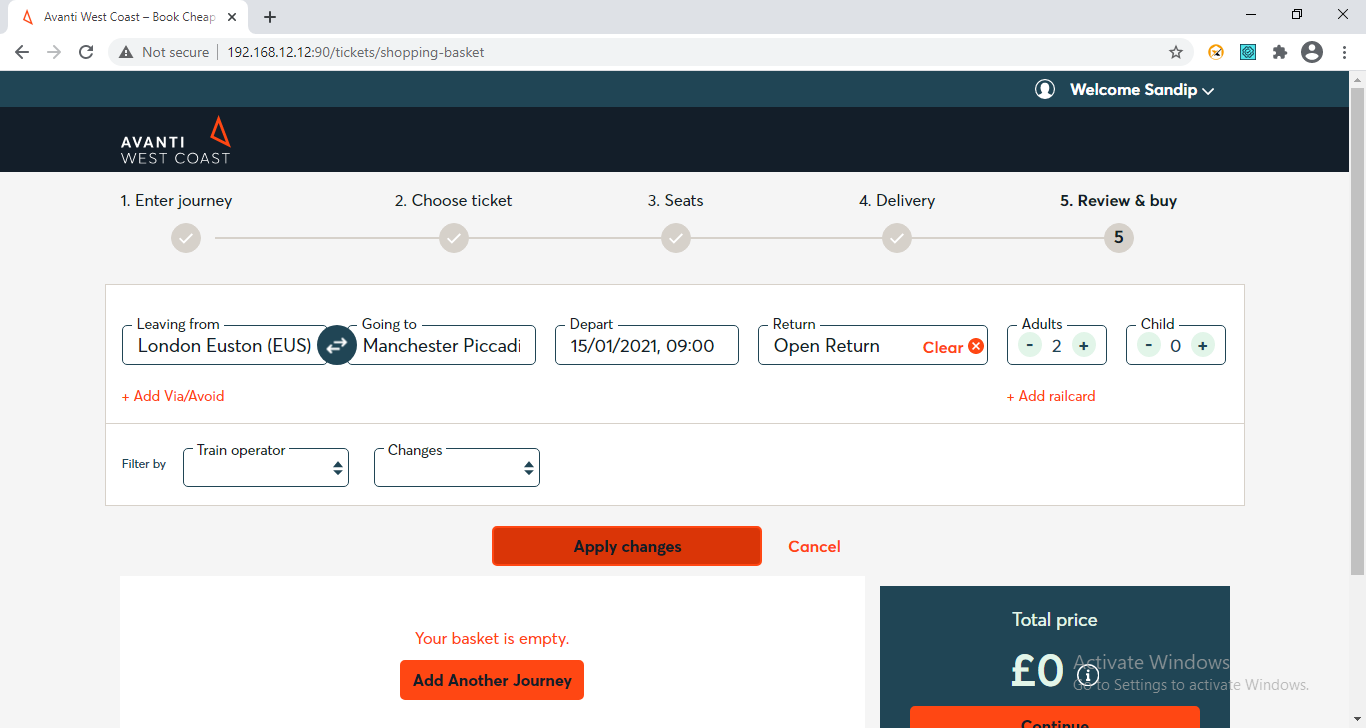 Avanti West Coast – Book Cheap
Not secure
192.168.12.12:90/tickets/shopping-basket
Welcome Sandip
AVANTI
WEST COAST
1. Enter journey
2. Choose ticket
3. Seats
4. Delivery
5. Review & buy
5
Leaving from
London Euston (EUS)
Going to
Manchester Piccadi
Depart
15/01/2021, 09:00
Return
Open Return
Clear
Adults
- 2 +
Child
- 0 +
+ Add Via/Avoid
+ Add railcard
Filter by
Train operator
Changes
Apply changes
Cancel
Your basket is empty.
Add Another Journey
Total price
£0
Activate Windows
Go to Settings to activate Windows.
Continue